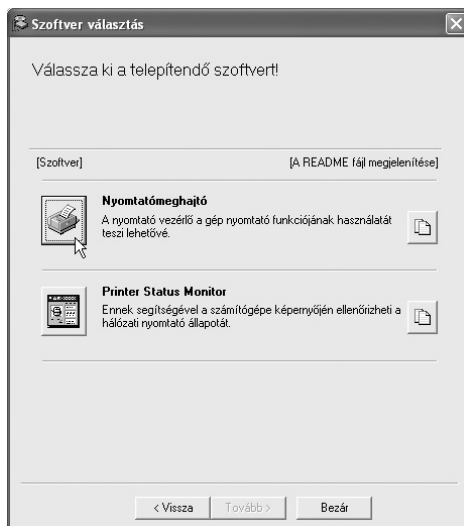 Szoftver választás
Válassza ki a telepítendő szoftvert!
[Szoftver] [A README fájl megjelenítése]
Nyomtatómeghajtó
A nyomtató vezérlő a gép nyomtató funkciójának használatát
teszi lehetővé.
Printer Status Monitor
Ennek segítségével a számítógépe képernyőjén ellenőrizheti a
hálózati nyomtató állapotát.
< Vissza Tovább > Bezár